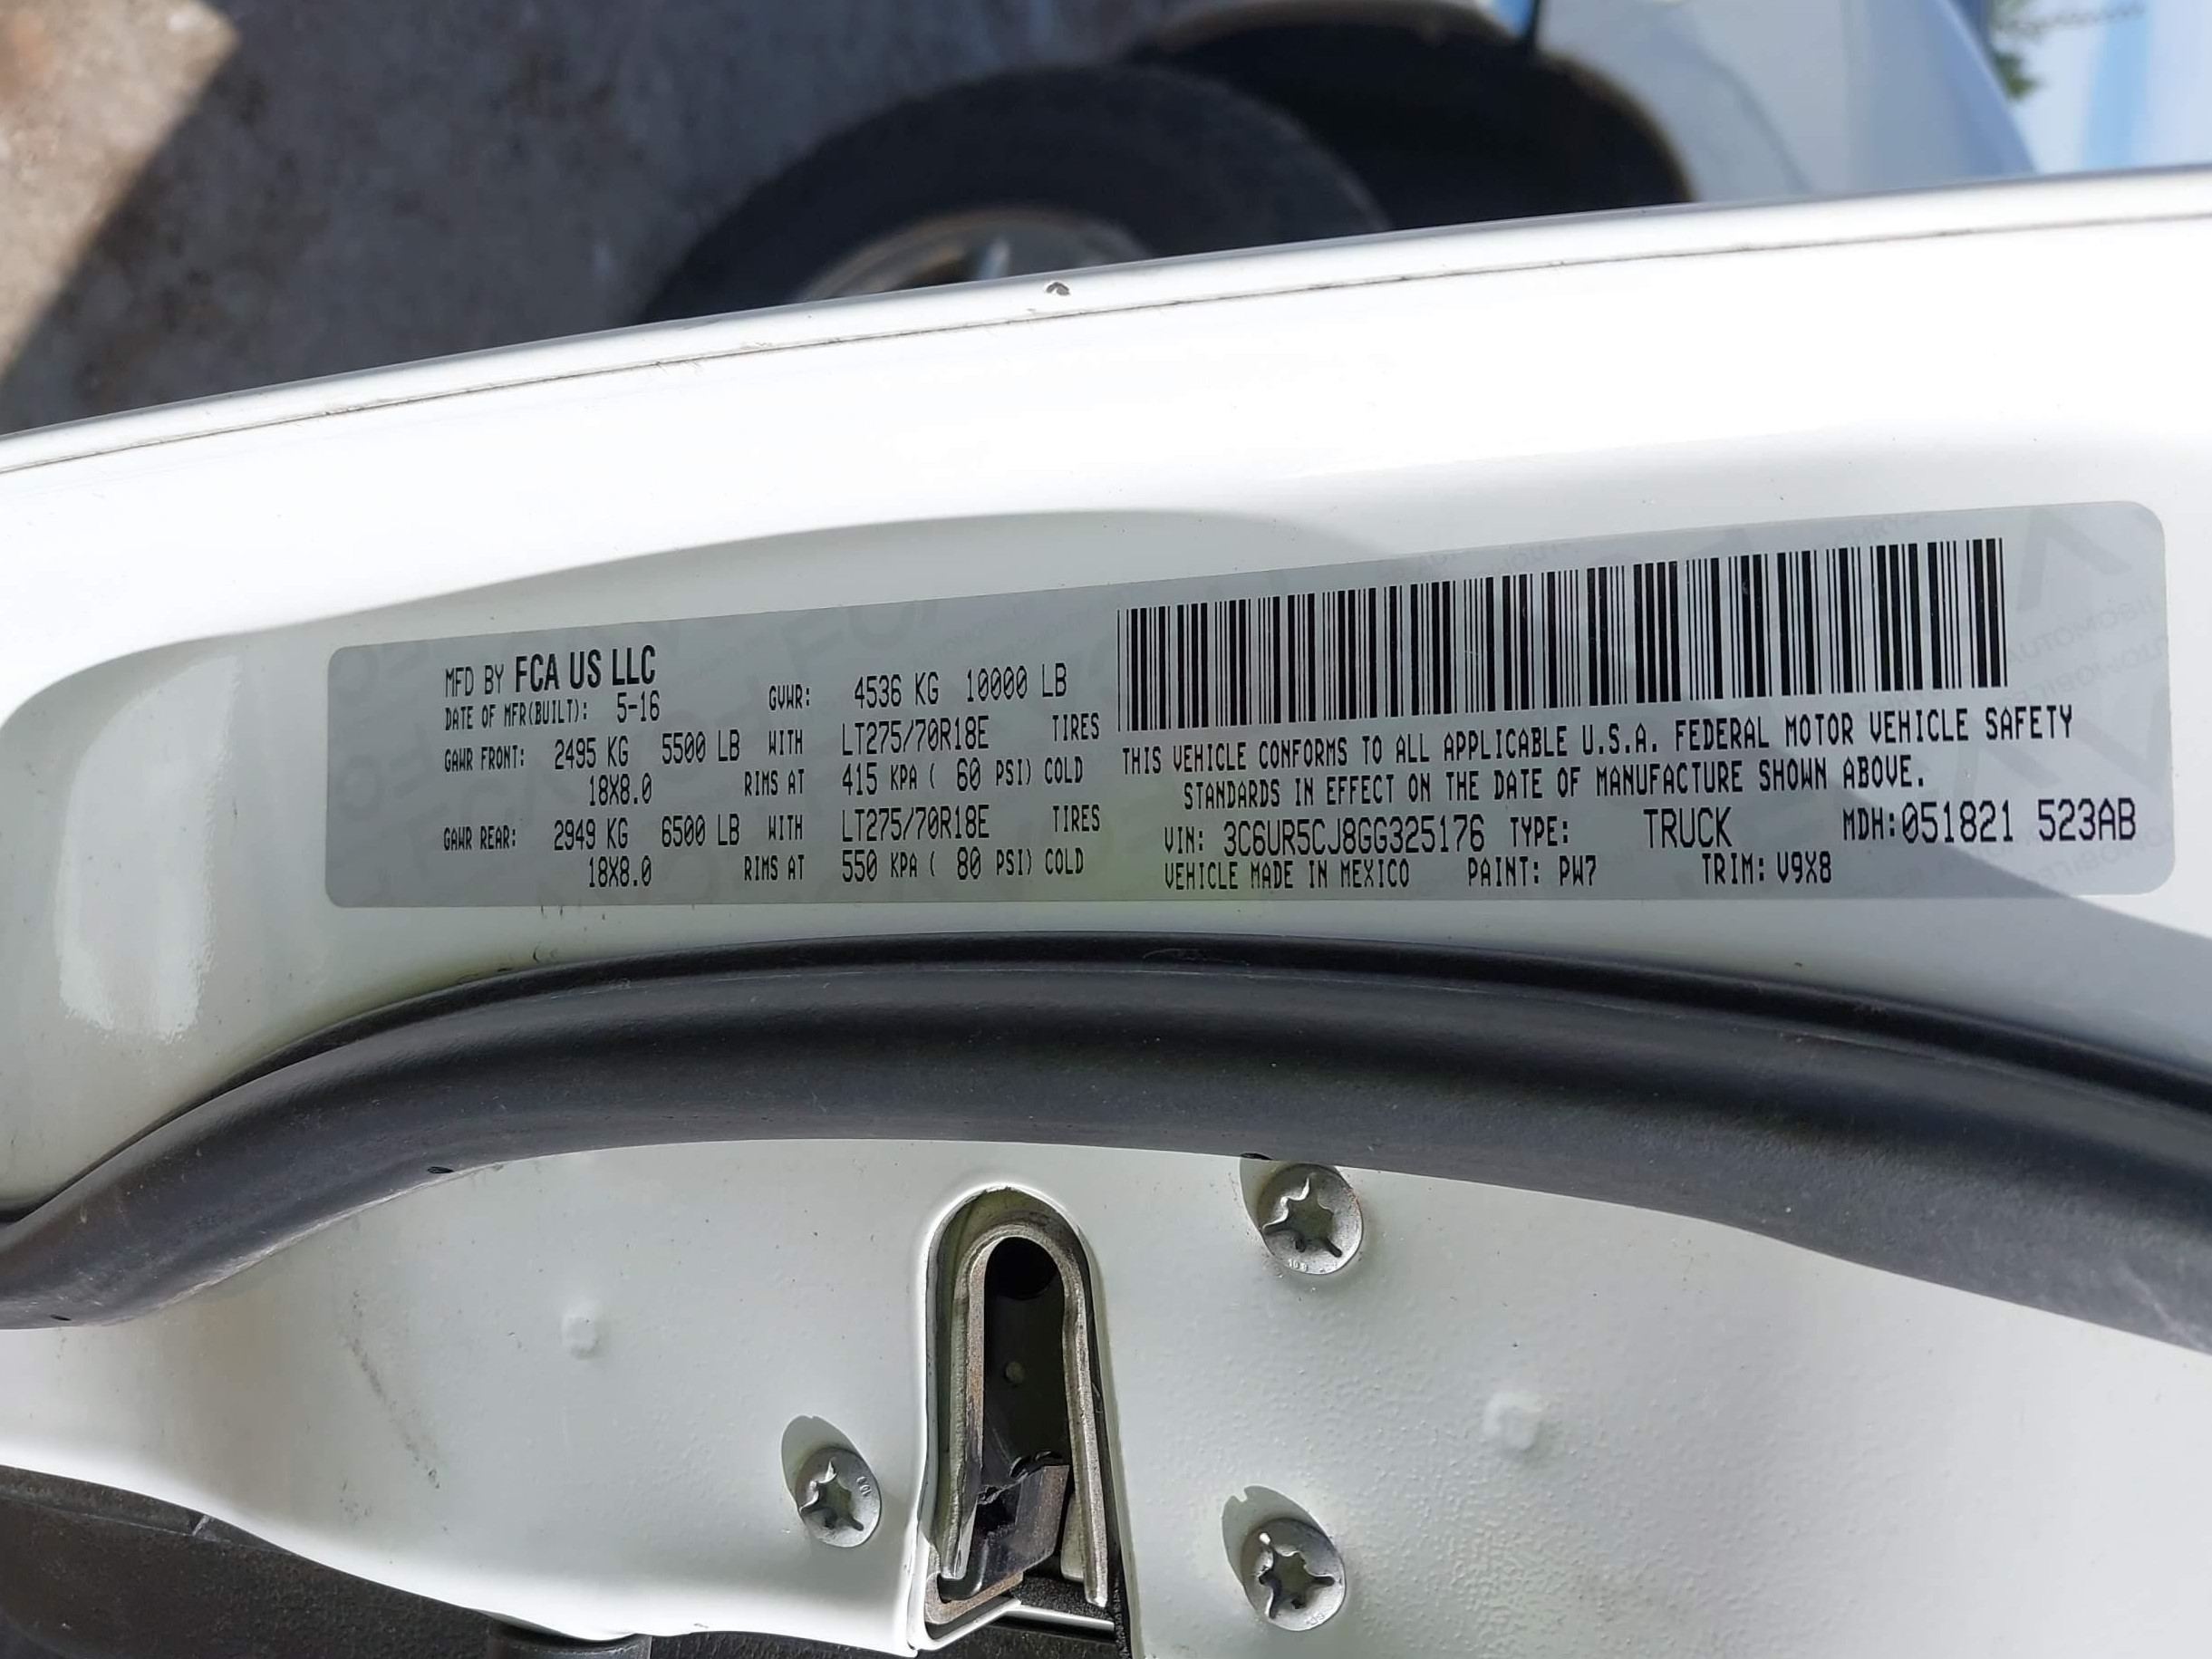 MFD BY FCA US LLC
DATE OF MFR(BUILT): 5-16 GVWR: 4536 KG 10000 LB
GAWR FRONT: 2495 KG 5500 LB WITH LT275/70R18E TIRES
18X8.0 RIMS AT 415 KPA ( 60 PSI) COLD
GAWR REAR: 2949 KG 6500 LB WITH LT275/70R18E TIRES
18X8.0 RIMS AT 550 KPA ( 80 PSI) COLD
THIS VEHICLE CONFORMS TO ALL APPLICABLE U.S.A. FEDERAL MOTOR VEHICLE SAFETY
STANDARDS IN EFFECT ON THE DATE OF MANUFACTURE SHOWN ABOVE.
VIN: 3C6UR5CJ8GG325176 TYPE: TRUCK MDH:051821 523AB
VEHICLE MADE IN MEXICO PAINT: PW7 TRIM: V9X8